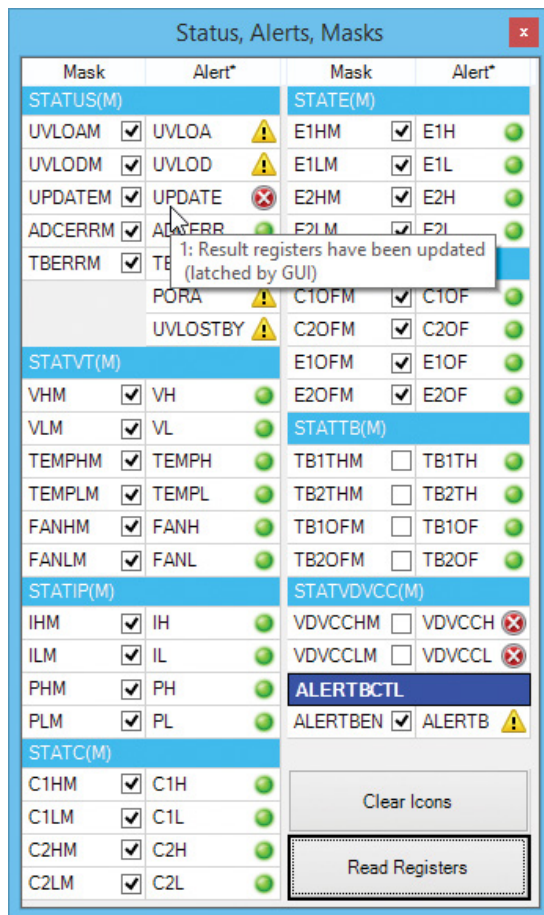 Status, Alerts, Masks
x
Mask Alert*
STATUS(M)
UVLOAM UVLOA
UVLODM UVLOD
UPDATEM UPDATE
ADCERRM ADCERR
TBERRM
PORA
UVLOSTBY
STATVT(M)
VHM VH
VLM VL
TEMPHM TEMPH
TEMPLM TEMPL
FANHM FANH
FANLM FANL
STATIP(M)
IHM IH
ILM IL
PHM PH
PLM PL
STATC(M)
C1HM C1H
C1LM C1L
C2HM C2H
C2LM C2L
1: Result registers have been updated
(latched by GUI)
Mask Alert*
STATE(M)
E1HM E1H
E1LM E1L
E2HM E2H
E2LM E2L
C1OFM C1OF
C2OFM C2OF
E1OFM E1OF
E2OFM E2OF
STATTB(M)
TB1THM TB1TH
TB2THM TB2TH
TB1OFM TB1OF
TB2OFM TB2OF
STATVDVCC(M)
VDVCCHM VDVCCH
VDVCCLM VDVCCL
ALERTBCTL
ALERTBEN ALERTB
Clear Icons
Read Registers